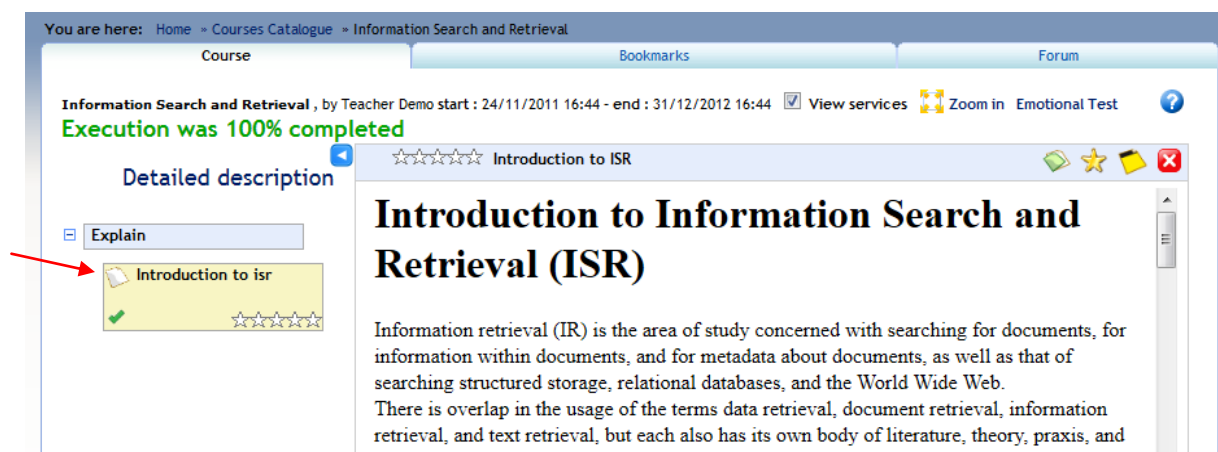 You are here: Home » Courses Catalogue » Information Search and Retrieval
Course Bookmarks Forum
Information Search and Retrieval , by Teacher Demo start : 24/11/2011 16:44 - end : 31/12/2012 16:44 View services Zoom in Emotional Test
Execution was 100% completed
Detailed description
Explain
Introduction to isr
Introduction to ISR
Introduction to Information Search and
Retrieval (ISR)
Information retrieval (IR) is the area of study concerned with searching for documents, for
information within documents, and for metadata about documents, as well as that of
searching structured storage, relational databases, and the World Wide Web.
There is overlap in the usage of the terms data retrieval, document retrieval, information
retrieval, and text retrieval, but each also has its own body of literature, theory, praxis, and